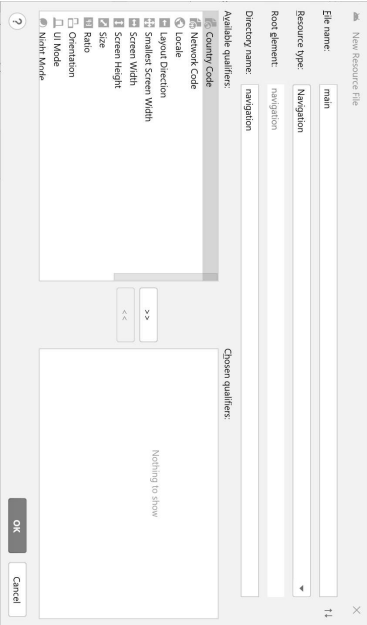 New Resource File
File name:
main
Resource type:
Navigation
Root element:
navigation
Directory name:
navigation
Available qualifiers:
Chosen qualifiers:
Country Code
Network Code
Locale
Layout Direction
Smallest Screen Width
Screen Width
Screen Height
Size
Ratio
Orientation
UI Mode
Night Mode
>>
<<
Nothing to show
?
OK
Cancel